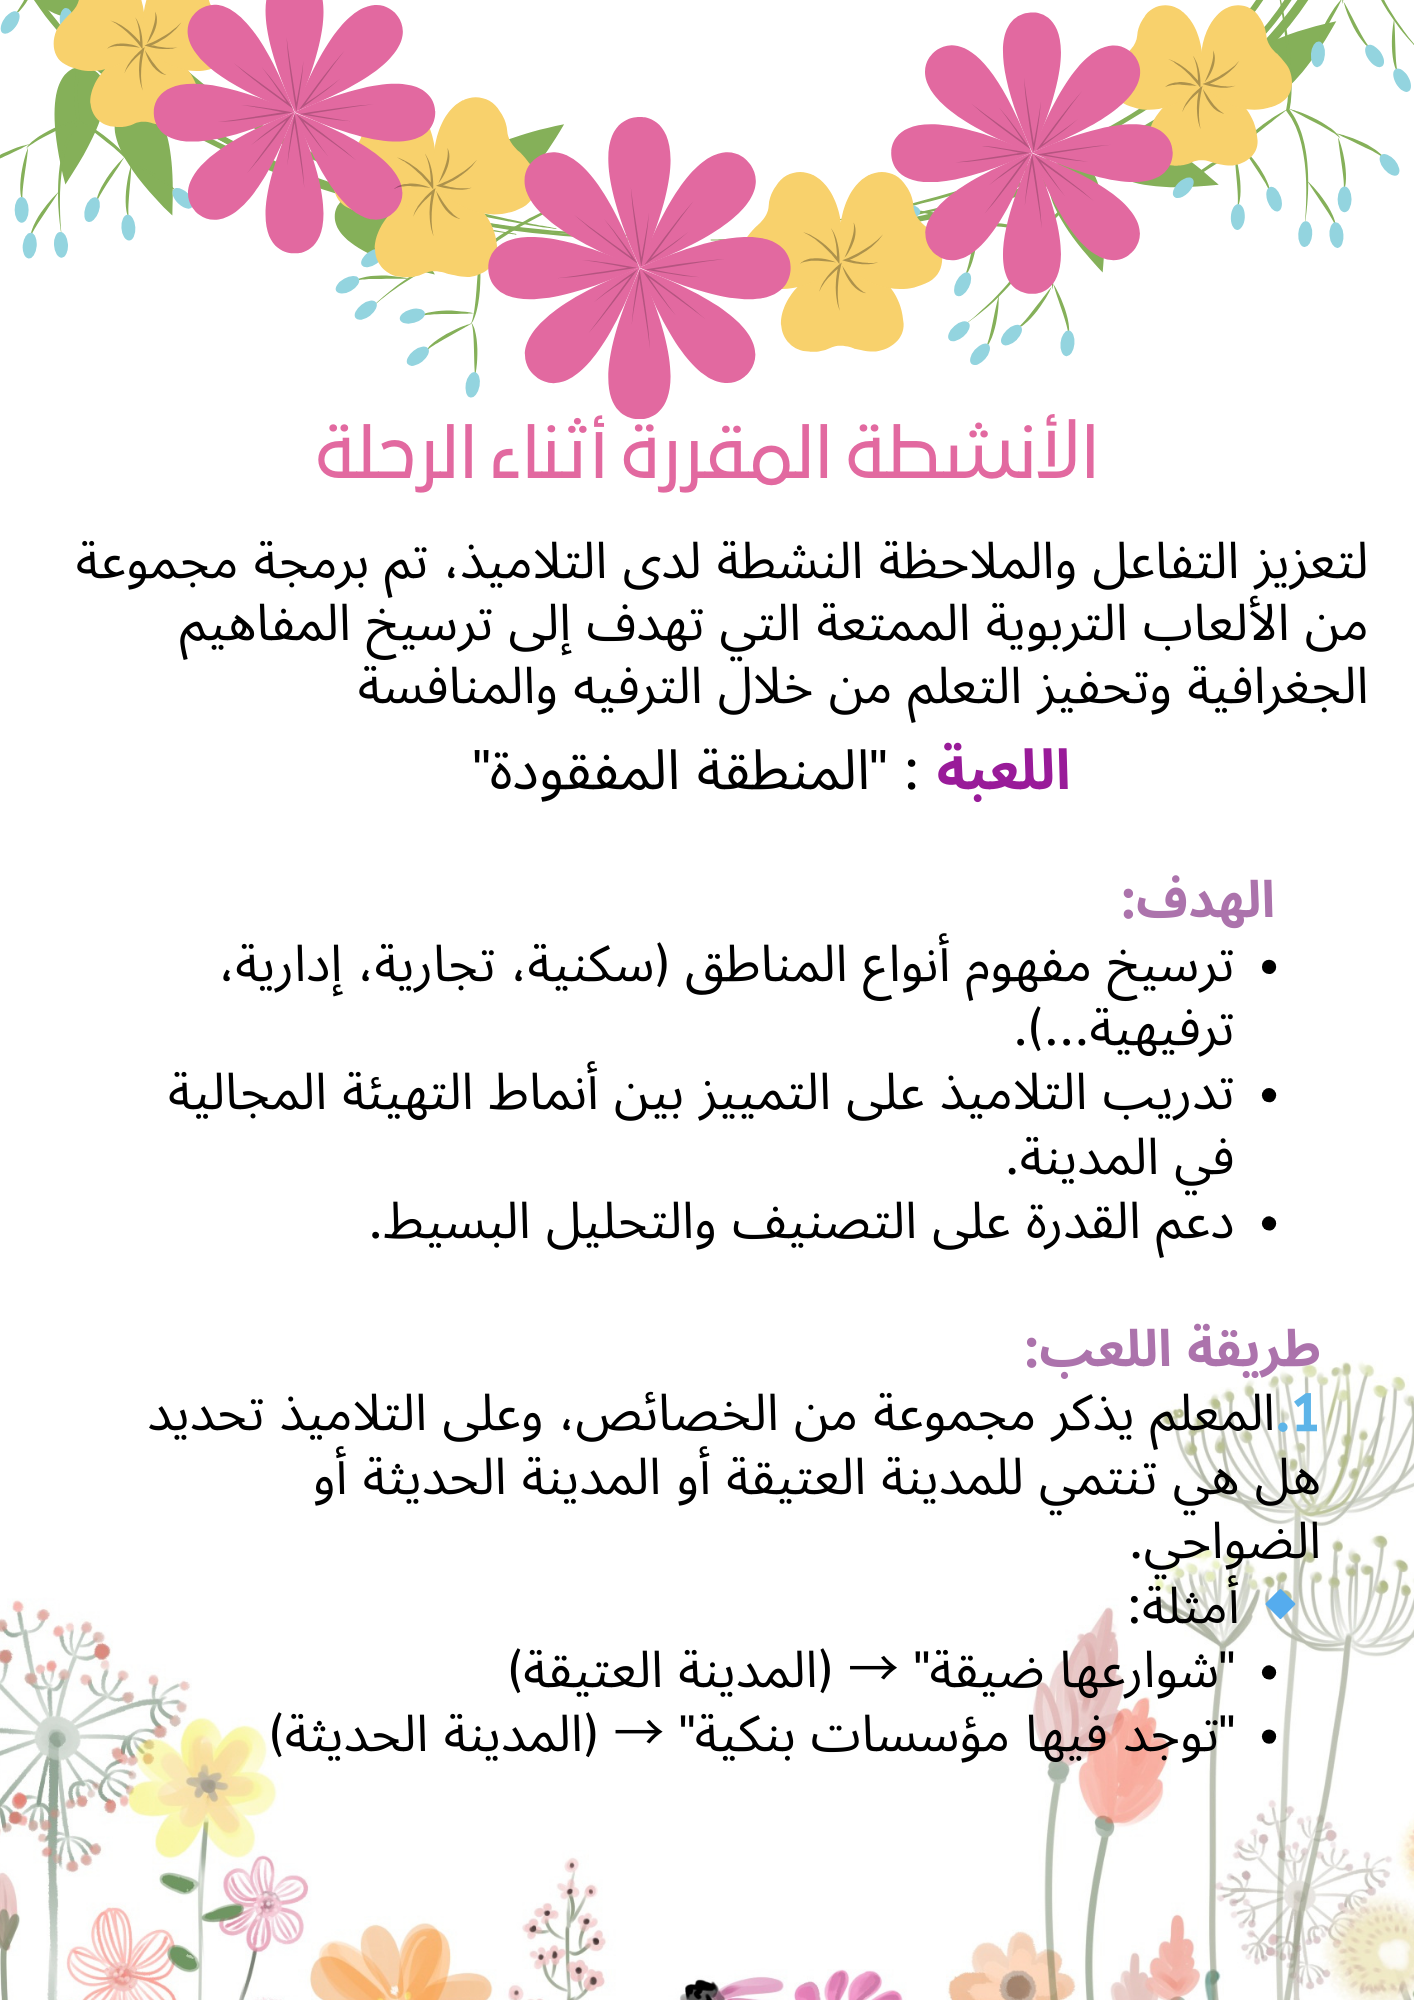 الأنشطة المقررة أثناء الرحلة
لتعزيز التفاعل والملاحظة النشطة لدى التلاميذ، تم برمجة مجموعة
من الألعاب التربوية الممتعة التي تهدف إلى ترسيخ المفاهيم
الجغرافية وتحفيز التعلم من خلال الترفيه والمنافسة
اللعبة : "المنطقة المفقودة"
الهدف:
• ترسيخ مفهوم أنواع المناطق (سكنية، تجارية، إدارية،
ترفيهية...).
• تدريب التلاميذ على التمييز بين أنماط التهيئة المجالية
في المدينة.
• دعم القدرة على التصنيف والتحليل البسيط.
طريقة اللعب:
1.المعلم يذكر مجموعة من الخصائص، وعلى التلاميذ تحديد
هل هي تنتمي للمدينة العتيقة أو المدينة الحديثة أو
الضواحي.
🔹 أمثلة:
• "شوارعها ضيقة" → (المدينة العتيقة)
• "توجد فيها مؤسسات بنكية" → (المدينة الحديثة)